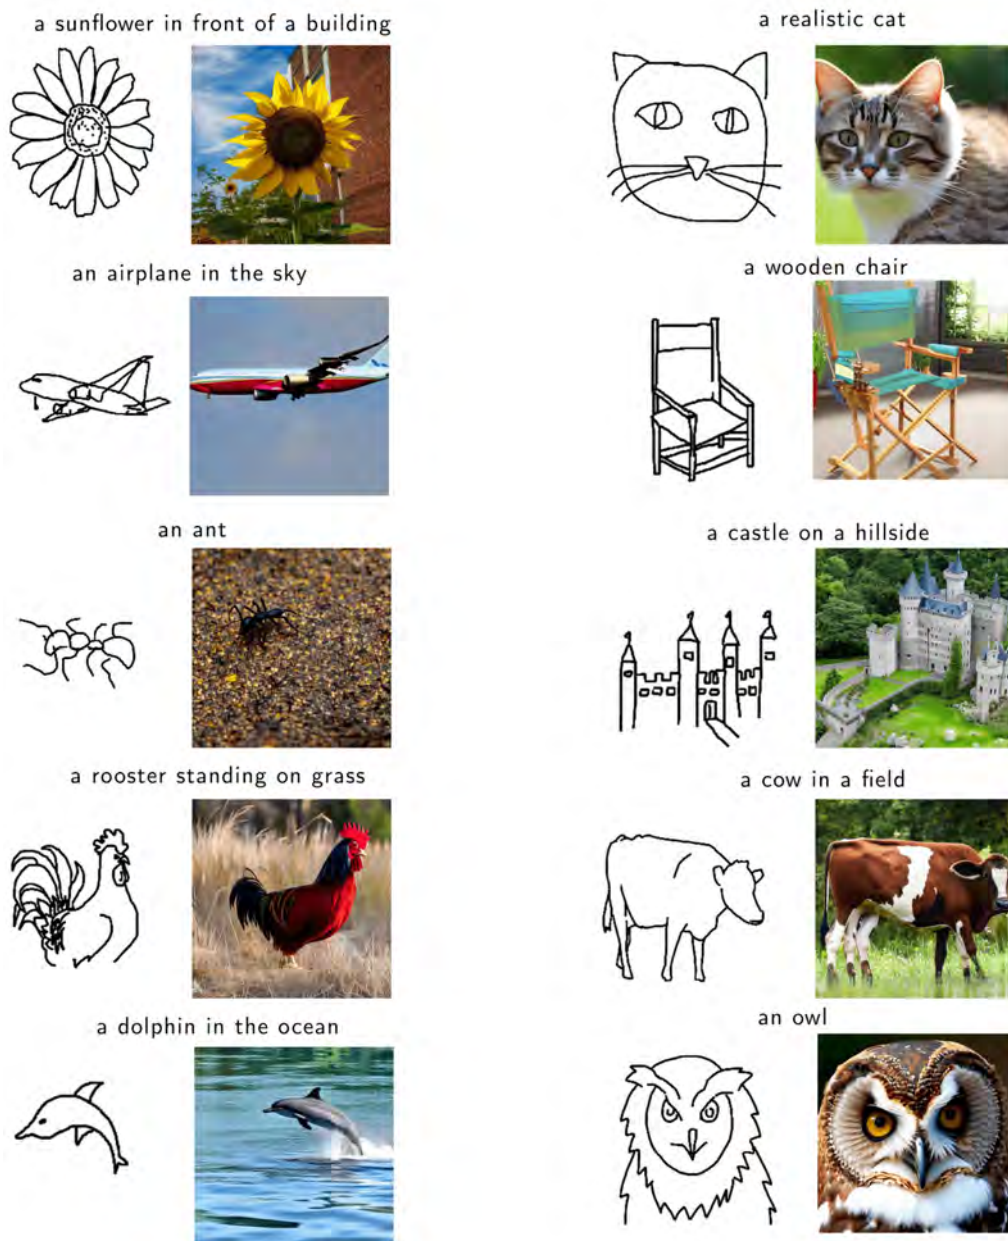 a sunflower in front of a building
a realistic cat
an airplane in the sky
a wooden chair
an ant
a castle on a hillside
a rooster standing on grass
a cow in a field
a dolphin in the ocean
an owl